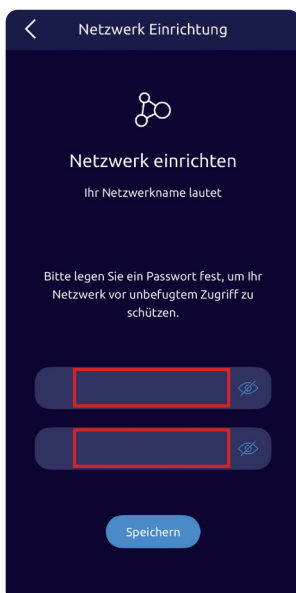 Netzwerk Einrichtung
Netzwerk einrichten
Ihr Netzwerkname lautet
Bitte legen Sie ein Passwort fest, um Ihr
Netzwerk vor unbefugtem Zugriff zu
schützen.
Speichern